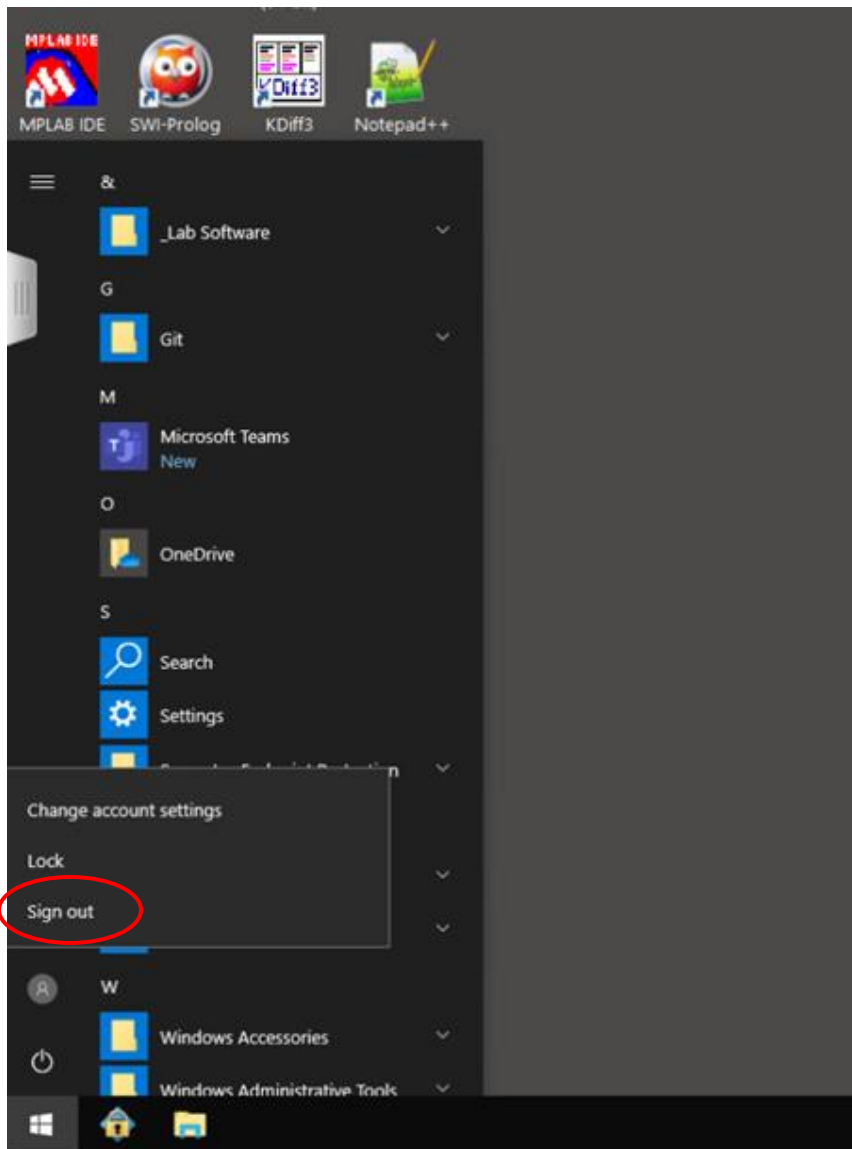 MPLAB IDE
KDiff3
MPLAB IDE SWI-Prolog KDiff3 Notepad++
&
_Lab Software
G
Git
M
Microsoft Teams
New
O
OneDrive
S
Search
Settings
Change account settings
Lock
Sign out
W
Windows Accessories
Windows Administrative Tools